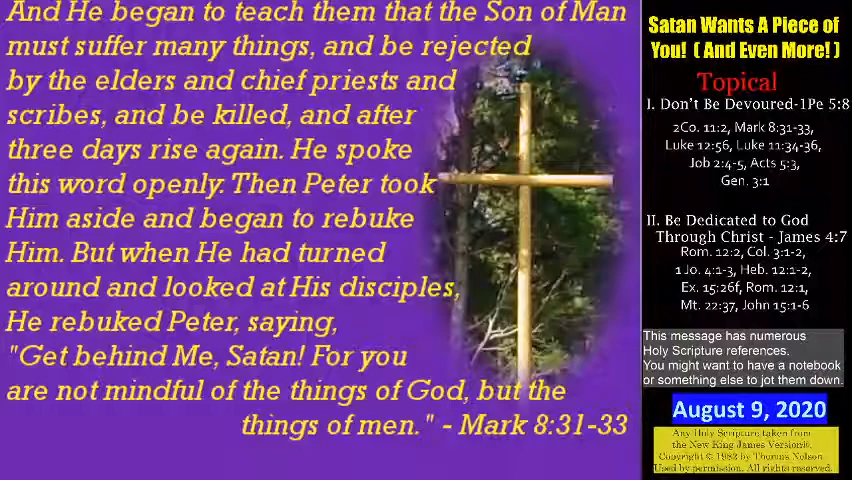 And He began to teach them that the Son of Man
must suffer many things, and be rejected
by the elders and chief priests and
scribes, and be killed, and after
three days rise again. He spoke
this word openly. Then Peter took
Him aside and began to rebuke
Him. But when He had turned
around and looked at His disciples,
He rebuked Peter, saying,
"Get behind Me, Satan! For you
are not mindful of the things of God, but the
things of men." - Mark 8:31-33
Satan Wants A Piece of
You! ( And Even More! )
Topical
I. Don't Be Devoured-1Pe 5:8
2Co. 11:2, Mark 8:31-33,
Luke 12:56, Luke 11:34-36,
Job 2:4-5, Acts 5:3,
Gen. 3:1
II. Be Dedicated to God
Through Christ - James 4:7
Rom. 12:2, Col. 3:1-2,
1 Jo. 4:1-3, Heb. 12:1-2,
Ex. 15:26f, Rom. 12:1,
Mt. 22:37, John 15:1-6
This message has numerous
Holy Scripture references.
You might want to have a notebook
or something else to jot them down.
August 9, 2020
Any Holy Scripture taken from
the New King James Version®.
Copyright © 1982 by Thomas Nelson
Used by permission. All rights reserved.